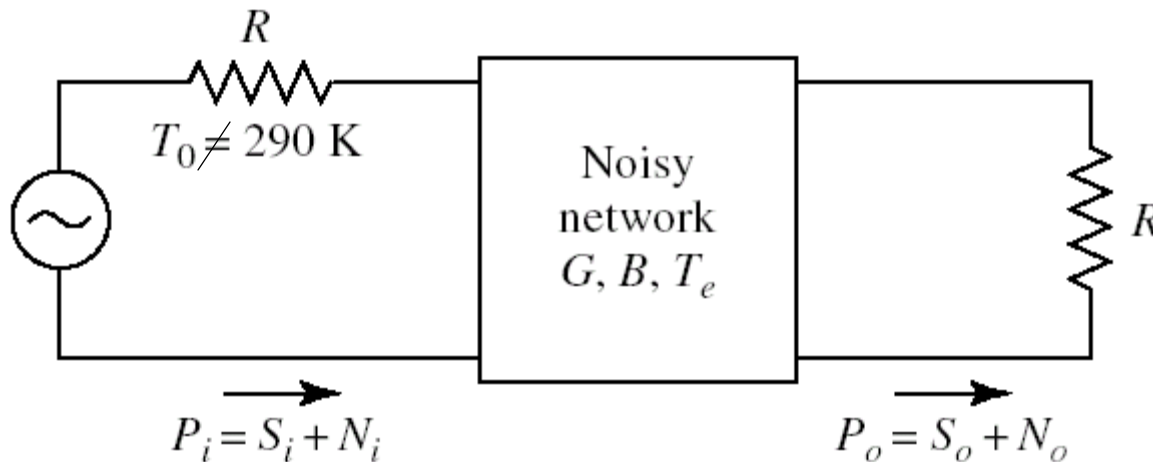 R
T₀ ≠ 290 K
Noisy
network
G, B, Tₑ
R
Pᵢ = Sᵢ + Nᵢ
Pₒ = Sₒ + Nₒ